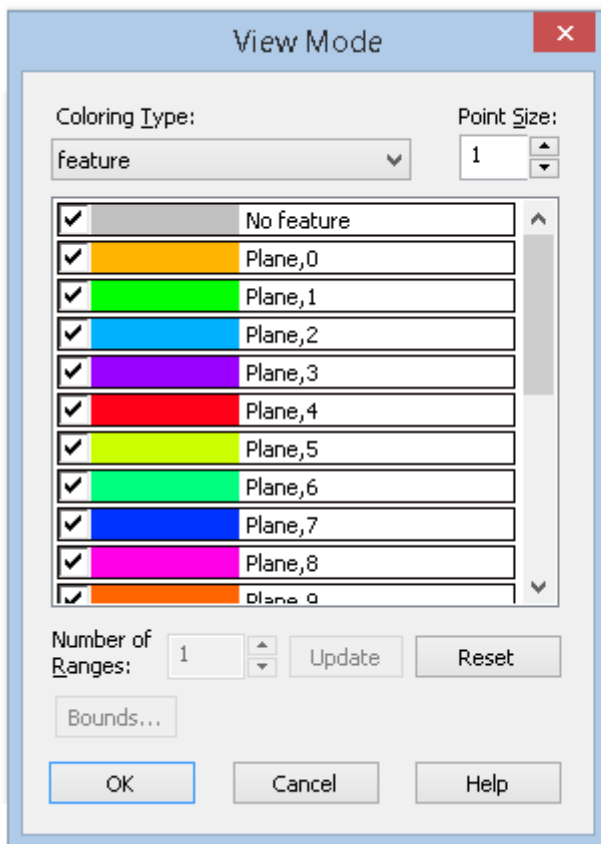 View Mode
Coloring Type:
Point Size:
feature
1
No feature
Plane,0
Plane,1
Plane,2
Plane,3
Plane,4
Plane,5
Plane,6
Plane,7
Plane,8
Plane,9
Number of
Ranges:
1
Update
Reset
Bounds...
OK
Cancel
Help